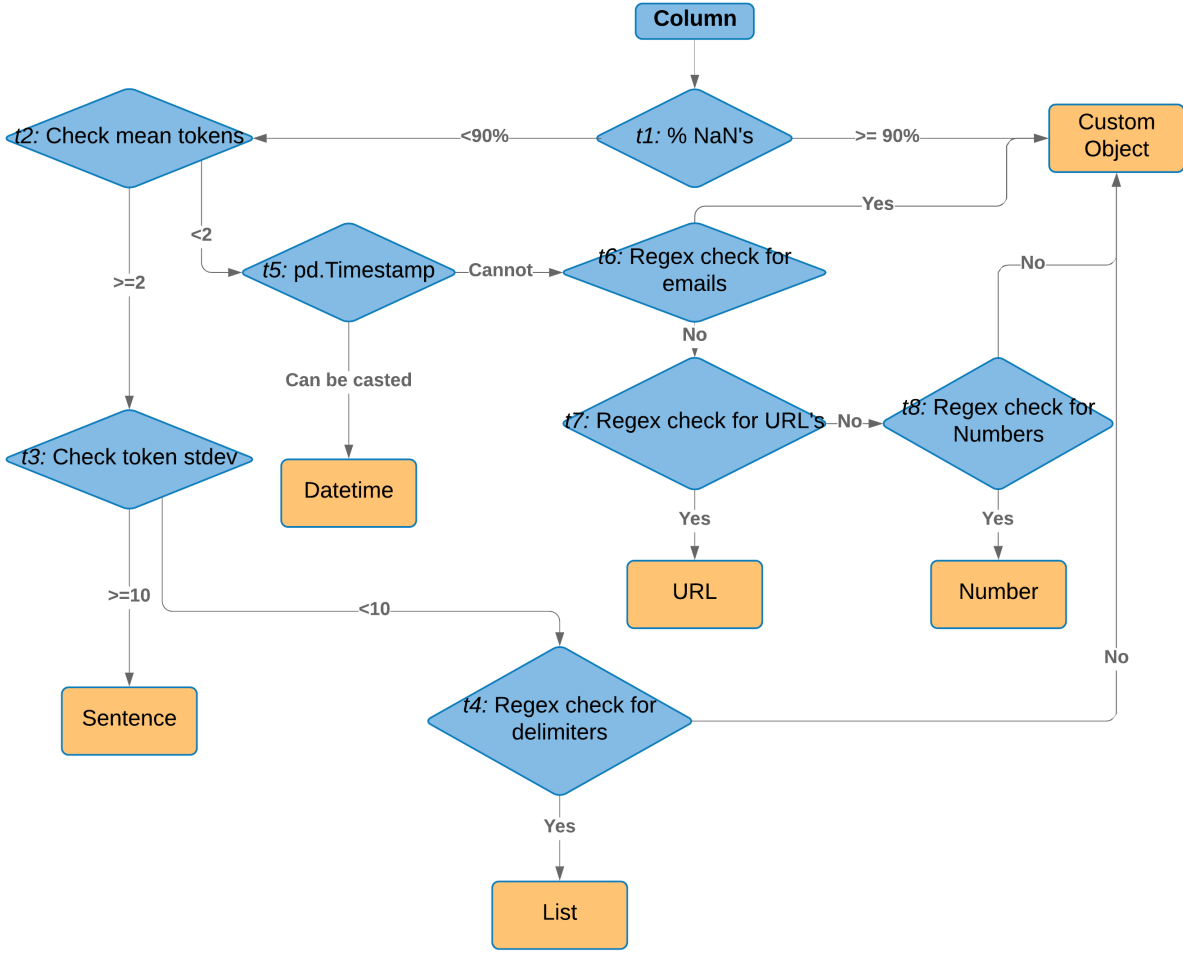 Column
t2: Check mean tokens
<90%
t1: % NaN's
>= 90%
Custom
Object
Yes
<2
t5: pd.Timestamp
Cannot
t6: Regex check for
emails
No
>=2
No
Can be casted
t7: Regex check for URL's
No
t8: Regex check for
Numbers
t3: Check token stdev
Datetime
Yes
Yes
URL
Number
>=10
<10
No
Sentence
t4: Regex check for
delimiters
Yes
List